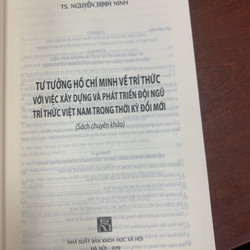 TS. NGUYỄN ĐỊNH NINH
TƯ TƯỞNG HỒ CHÍ MINH VỀ TRÍ THỨC
VỚI VIỆC XÂY DỰNG VÀ PHÁT TRIỂN ĐỘI NGŨ
TRÍ THỨC VIỆT NAM TRONG THỜI KỲ ĐỔI MỚI
(Sách chuyên khảo)
NHÀ XUẤT BẢN KHOA HỌC XÃ HỘI
HÀ NỘI -